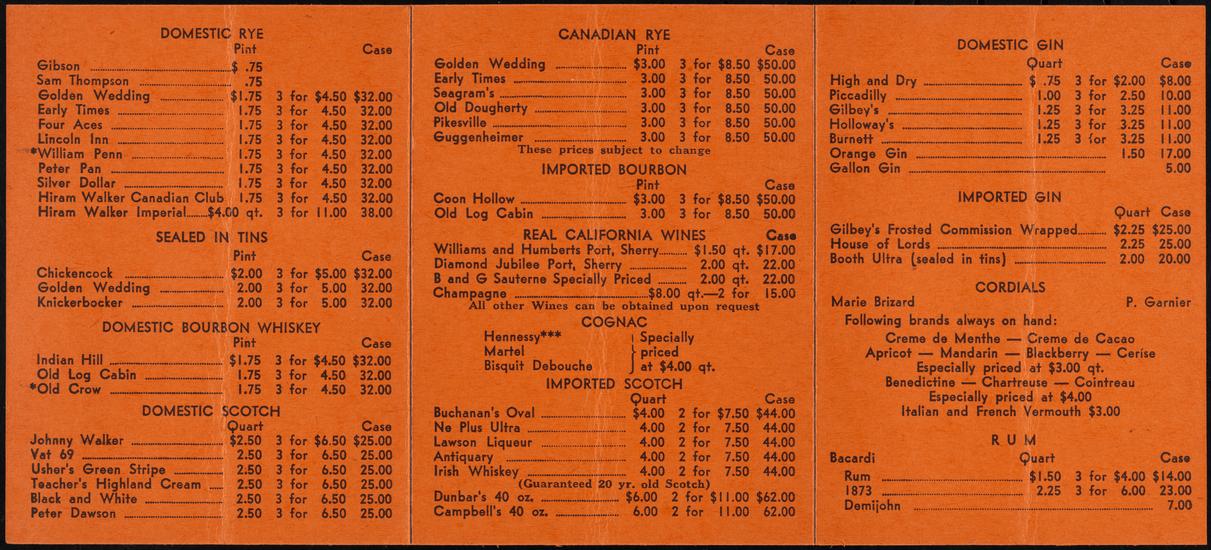 DOMESTIC RYE
Pint Case
Gibson $ .75
Sam Thompson .75
Golden Wedding $1.75 3 for $4.50 $32.00
Early Times 1.75 3 for 4.50 32.00
Four Aces 1.75 3 for 4.50 32.00
Lincoln Inn 1.75 3 for 4.50 32.00
*William Penn 1.75 3 for 4.50 32.00
Peter Pan 1.75 3 for 4.50 32.00
Silver Dollar 1.75 3 for 4.50 32.00
Hiram Walker Canadian Club 1.75 3 for 4.50 32.00
Hiram Walker Imperial $4.00 qt. 3 for 11.00 38.00
SEALED IN TINS
Pint Case
Chickencock $2.00 3 for $5.00 $32.00
Golden Wedding 2.00 3 for 5.00 32.00
Knickerbocker 2.00 3 for 5.00 32.00
DOMESTIC BOURBON WHISKEY
Pint Case
Indian Hill $1.75 3 for $4.50 $32.00
Old Log Cabin 1.75 3 for 4.50 32.00
*Old Crow 1.75 3 for 4.50 32.00
DOMESTIC SCOTCH
Quart Case
Johnny Walker $2.50 3 for $6.50 $25.00
Vat 69 2.50 3 for 6.50 25.00
Usher's Green Stripe 2.50 3 for 6.50 25.00
Teacher's Highland Cream 2.50 3 for 6.50 25.00
Black and White 2.50 3 for 6.50 25.00
Peter Dawson 2.50 3 for 6.50 25.00
CANADIAN RYE
Pint Case
Golden Wedding $3.00 3 for $8.50 $50.00
Early Times 3.00 3 for 8.50 50.00
Seagram's 3.00 3 for 8.50 50.00
Old Dougherty 3.00 3 for 8.50 50.00
Pikesville 3.00 3 for 8.50 50.00
Guggenheimer 3.00 3 for 8.50 50.00
These prices subject to change
IMPORTED BOURBON
Pint Case
Coon Hollow $3.00 3 for $8.50 $50.00
Old Log Cabin 3.00 3 for 8.50 50.00
REAL CALIFORNIA WINES Case
Williams and Humberts Port, Sherry $1.50 qt. $17.00
Diamond Jubilee Port, Sherry 2.00 qt. 22.00
B and G Sauterne Specially Priced 2.00 qt. 22.00
Champagne $8.00 qt.—2 for 15.00
All other Wines can be obtained upon request
COGNAC
Hennessy*** } Specially
Martel } priced
Bisquit Debouche } at $4.00 qt.
IMPORTED SCOTCH
Quart Case
Buchanan's Oval $4.00 2 for $7.50 $44.00
Ne Plus Ultra 4.00 2 for 7.50 44.00
Lawson Liqueur 4.00 2 for 7.50 44.00
Antiquary 4.00 2 for 7.50 44.00
Irish Whiskey 4.00 2 for 7.50 44.00
(Guaranteed 20 yr. old Scotch)
Dunbar's 40 oz. $6.00 2 for $11.00 $62.00
Campbell's 40 oz. 6.00 2 for 11.00 62.00
DOMESTIC GIN
Quart Case
High and Dry $ .75 3 for $2.00 $8.00
Piccadilly 1.00 3 for 2.50 10.00
Gilbey's 1.25 3 for 3.25 11.00
Holloway's 1.25 3 for 3.25 11.00
Burnett 1.25 3 for 3.25 11.00
Orange Gin 1.50 17.00
Gallon Gin 5.00
IMPORTED GIN
Quart Case
Gilbey's Frosted Commission Wrapped $2.25 $25.00
House of Lords 2.25 25.00
Booth Ultra (sealed in tins) 2.00 20.00
CORDIALS
Marie Brizard P. Garnier
Following brands always on hand:
Creme de Menthe — Creme de Cacao
Apricot — Mandarin — Blackberry — Cerise
Especially priced at $3.00 qt.
Benedictine — Chartreuse — Cointreau
Especially priced at $4.00
Italian and French Vermouth $3.00
RUM
Bacardi Quart Case
Rum $1.50 3 for $4.00 $14.00
1873 2.25 3 for 6.00 23.00
Demijohn 7.00